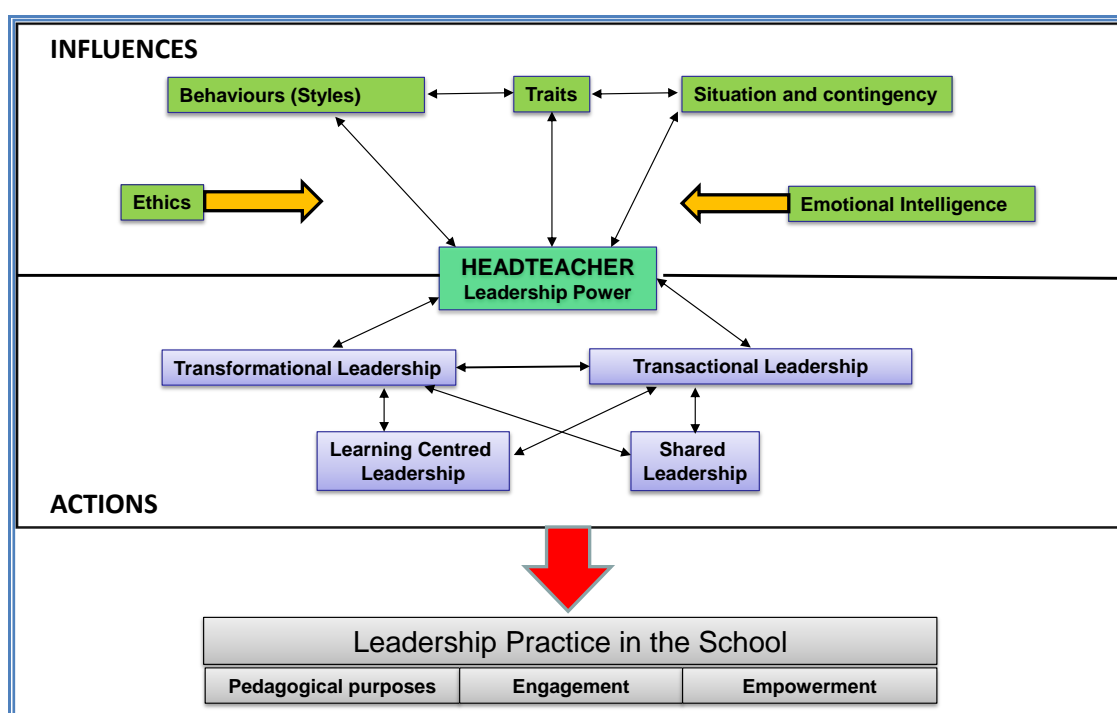 INFLUENCES
Behaviours (Styles)
Traits
Situation and contingency
Ethics
Emotional Intelligence
HEADTEACHER
Leadership Power
Transformational Leadership
Transactional Leadership
Learning Centred
Leadership
Shared
Leadership
ACTIONS
Leadership Practice in the School
Pedagogical purposes
Engagement
Empowerment